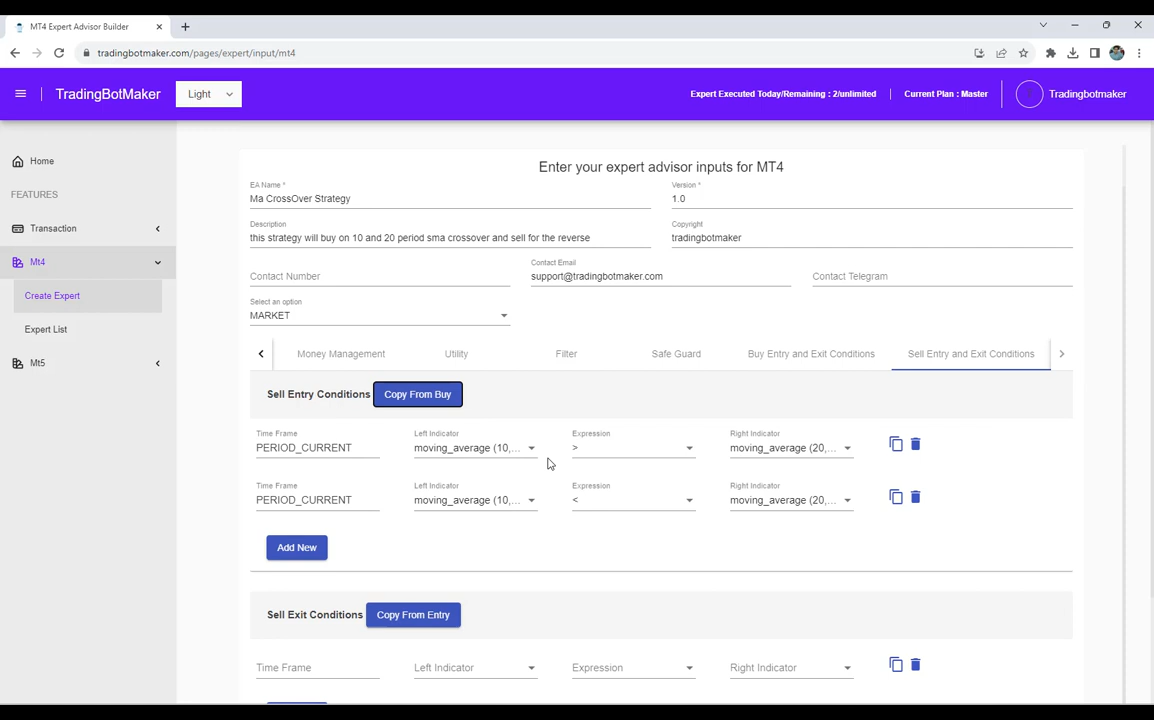 MT4 Expert Advisor Builder
tradingbotmaker.com/pages/expert/input/mt4
TradingBotMaker
Light
Expert Executed Today/Remaining : 2/unlimited
Current Plan : Master
Tradingbotmaker
Home
FEATURES
Transaction
Mt4
Create Expert
Expert List
Mt5
Enter your expert advisor inputs for MT4
EA Name *
Version *
Ma CrossOver Strategy
1.0
Description
Copyright
this strategy will buy on 10 and 20 period sma crossover and sell for the reverse
tradingbotmaker
Contact Email
Contact Number
support@tradingbotmaker.com
Contact Telegram
Select an option
MARKET
Money Management
Utility
Filter
Safe Guard
Buy Entry and Exit Conditions
Sell Entry and Exit Conditions
Sell Entry Conditions
Copy From Buy
Time Frame
Left Indicator
Expression
Right Indicator
PERIOD_CURRENT
moving_average (10,...
>
moving_average (20,...
Time Frame
Left Indicator
Expression
Right Indicator
PERIOD_CURRENT
moving_average (10,...
<
moving_average (20,...
Add New
Sell Exit Conditions
Copy From Entry
Time Frame
Left Indicator
Expression
Right Indicator